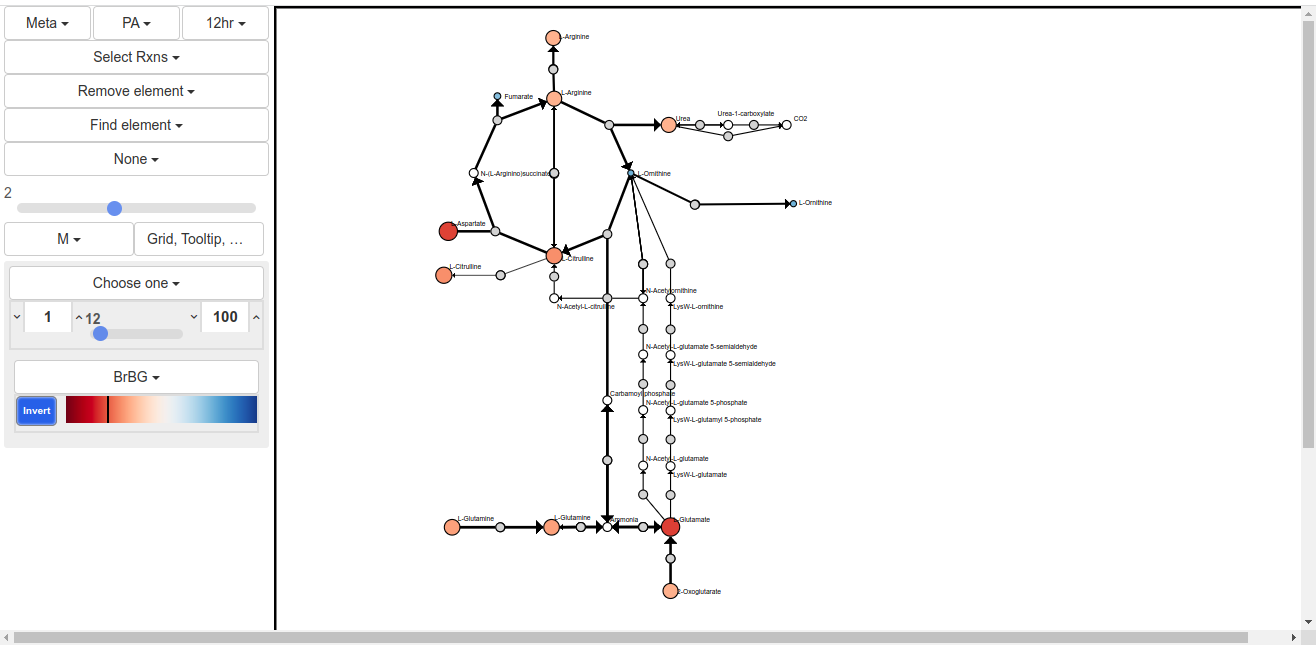 Meta
PA
12hr
Select Rxns
Remove element
Find element
None
2
M
Grid, Tooltip, ...
Choose one
1
12
100
BrBG
Invert
L-Arginine
L-Arginine
Fumarate
Urea
Urea-1-carboxylate
CO2
N-(L-Arginino)succinate
L-Ornithine
L-Ornithine
L-Aspartate
L-Citrulline
L-Citrulline
N-Acetyl-L-citrulline
N-Acetylornithine
LysW-L-ornithine
N-Acetyl-L-glutamate 5-semialdehyde
LysW-L-glutamate 5-semialdehyde
Carbamoyl phosphate
N-Acetyl-L-glutamate 5-phosphate
LysW-L-glutamyl 5-phosphate
N-Acetyl-L-glutamate
LysW-L-glutamate
L-Glutamine
L-Glutamine
Ammonia
L-Glutamate
2-Oxoglutarate